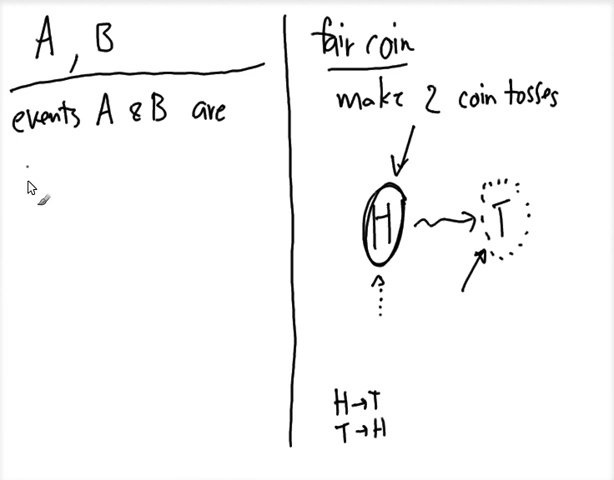 A, B
events A & B are
fair coin
make 2 coin tosses
H → T
H→T
T→H